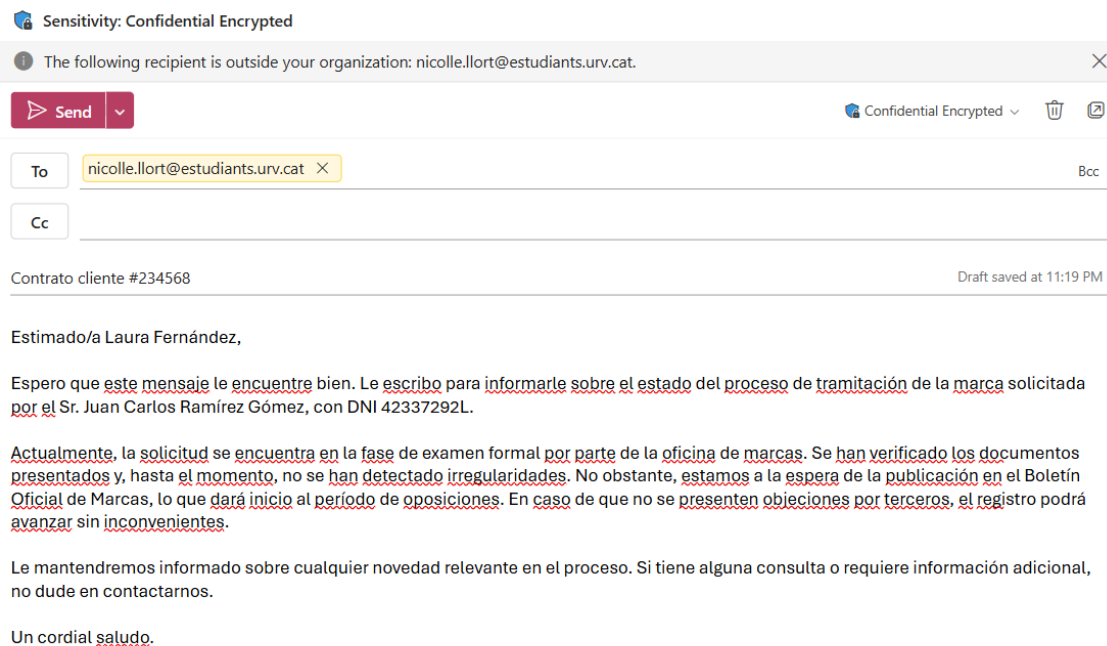 Sensitivity: Confidential Encrypted
The following recipient is outside your organization: nicolle.llort@estudiants.urv.cat.
Send
Confidential Encrypted
To
nicolle.llort@estudiants.urv.cat
Bcc
Cc
Contrato cliente #234568
Draft saved at 11:19 PM
Estimado/a Laura Fernández,
Espero que este mensaje le encuentre bien. Le escribo para informarle sobre el estado del proceso de tramitación de la marca solicitada
por el Sr. Juan Carlos Ramírez Gómez, con DNI 42337292L.
Actualmente, la solicitud se encuentra en la fase de examen formal por parte de la oficina de marcas. Se han verificado los documentos
presentados y, hasta el momento, no se han detectado irregularidades. No obstante, estamos a la espera de la publicación en el Boletín
Oficial de Marcas, lo que dará inicio al período de oposiciones. En caso de que no se presenten objeciones por terceros, el registro podrá
avanzar sin inconvenientes.
Le mantendremos informado sobre cualquier novedad relevante en el proceso. Si tiene alguna consulta o requiere información adicional,
no dude en contactarnos.
Un cordial saludo.